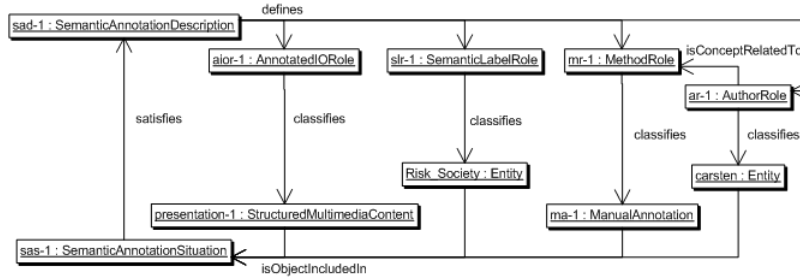 defines
sad-1 : SemanticAnnotationDescription
isConceptRelatedTo
aior-1 : AnnotatedIORole
slr-1 : SemanticLabelRole
mr-1 : MethodRole
ar-1 : AuthorRole
satisfies
classifies
classifies
classifies
classifies
Risk_Society : Entity
carsten : Entity
presentation-1 : StructuredMultimediaContent
ma-1 : ManualAnnotation
sas-1 : SemanticAnnotationSituation
isObjectIncludedIn